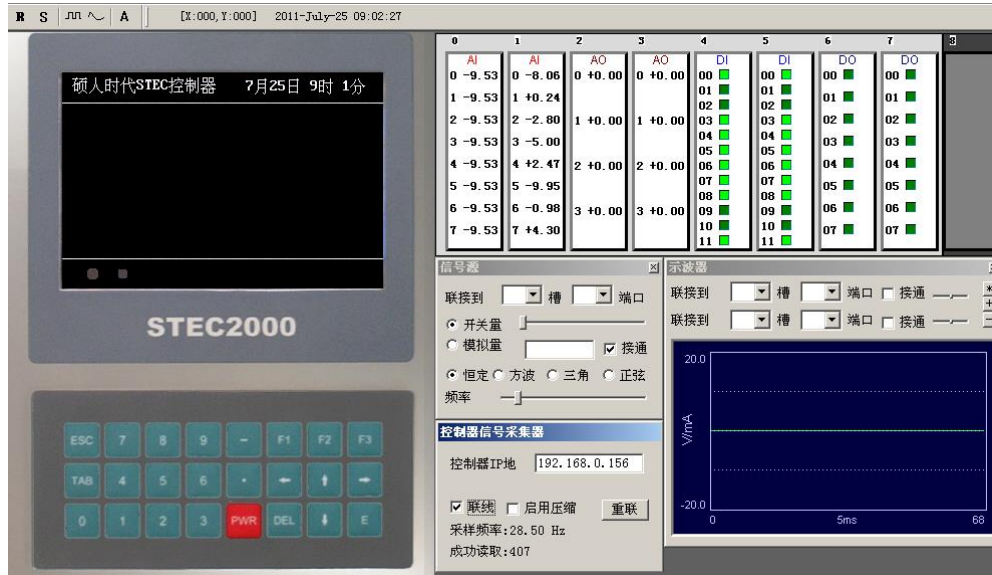 R S A [X:000,Y:000] 2011-July-25 09:02:27
硕人时代STEC控制器 7月25日 9时 1分
STEC2000
ESC 7 8 9 - F1 F2 F3
TAB 4 5 6 · ← ↑ →
0 1 2 3 PWR DEL ↓ E
0 1 2 3 4 5 6 7 8
AI AI AO AO DI DI DO DO
0 -9.53
1 -9.53
2 -9.53
3 -9.53
4 -9.53
5 -9.53
6 -9.53
7 -9.53
0 -8.06
1 +0.24
2 -2.80
3 -5.00
4 +2.47
5 -9.95
6 -0.98
7 +4.30
0 +0.00
1 +0.00
2 +0.00
3 +0.00
0 +0.00
1 +0.00
2 +0.00
3 +0.00
00
01
02
03
04
05
06
07
08
09
10
11
00
01
02
03
04
05
06
07
08
09
10
11
00
01
02
03
04
05
06
07
00
01
02
03
04
05
06
07
信号源
联接到 槽 端口
开关量
模拟量 接通
恒定 方波 三角 正弦
频率
控制器信号采集器
控制器IP地 192.168.0.156
联线 启用压缩 重联
采样频率:28.50 Hz
成功读取:407
示波器
联接到 槽 端口 接通
联接到 槽 端口 接通
20.0
V/mA
-20.0
0 5ms 68